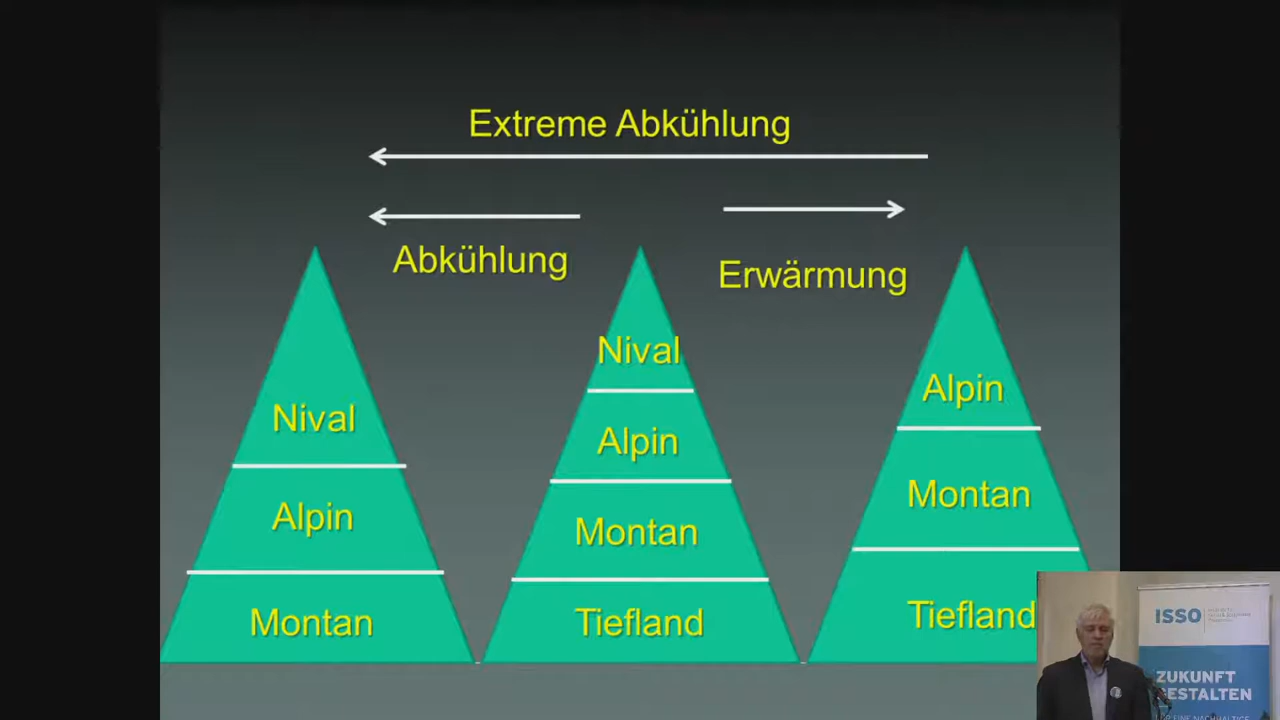 Extreme Abkühlung
Abkühlung
Erwärmung
Nival
Alpin
Montan
Nival
Alpin
Montan
Tiefland
Alpin
Montan
Tiefland
ISSO
ZUKUNFT
GESTALTEN